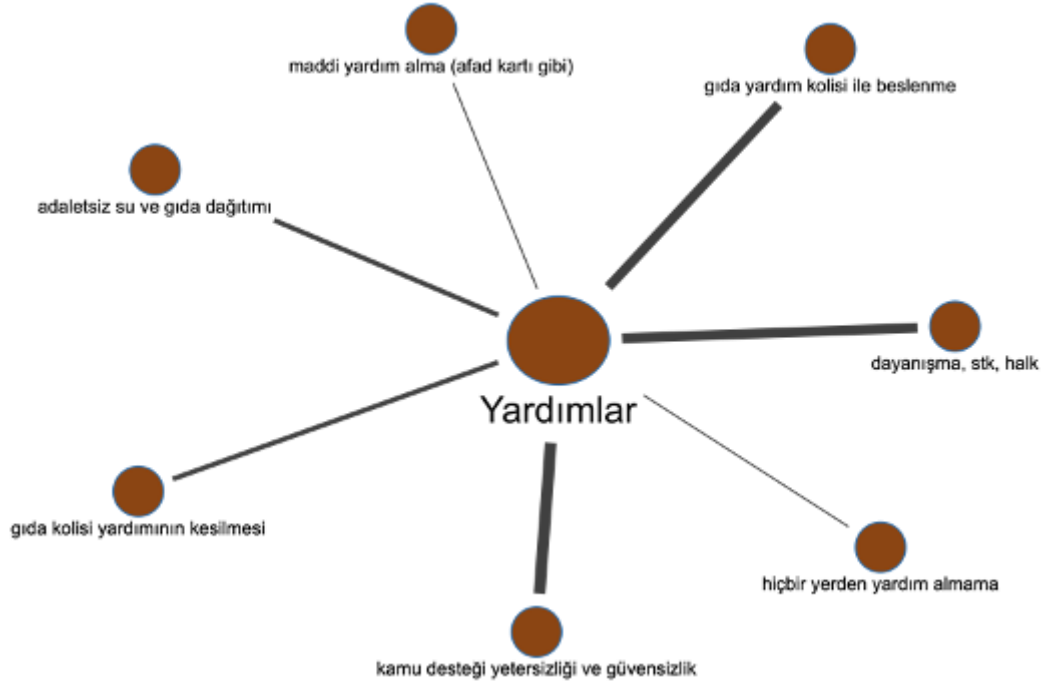 maddi yardım alma (afad kartı gibi)
gıda yardım kolisi ile beslenme
adaletsiz su ve gıda dağıtımı
dayanışma, stk, halk
Yardımlar
gıda kolisi yardımının kesilmesi
hiçbir yerden yardım almama
kamu desteği yetersizliği ve güvensizlik